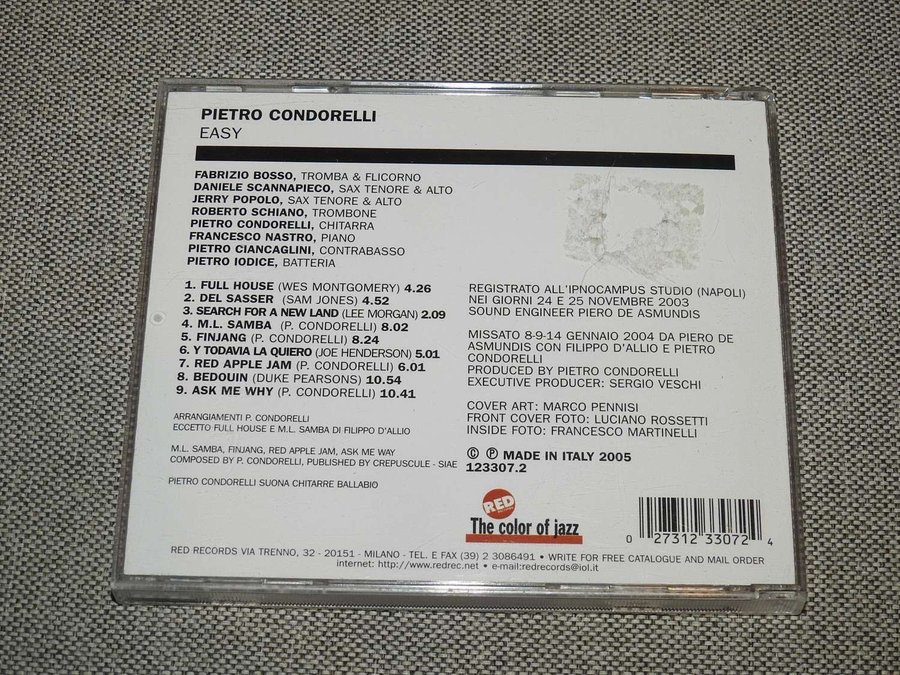 PIETRO CONDORELLI
EASY
FABRIZIO BOSSO, TROMBA & FLICORNO
DANIELE SCANNAPIECO, SAX TENORE & ALTO
JERRY POPOLO, SAX TENORE & ALTO
ROBERTO SCHIANO, TROMBONE
PIETRO CONDORELLI, CHITARRA
FRANCESCO NASTRO, PIANO
PIETRO CIANCAGLINI, CONTRABASSO
PIETRO IODICE, BATTERIA
1. FULL HOUSE (WES MONTGOMERY) 4.26
2. DEL SASSER (SAM JONES) 4.52
3. SEARCH FOR A NEW LAND (LEE MORGAN) 2.09
4. M.L. SAMBA (P. CONDORELLI) 8.02
5. FINJANG (P. CONDORELLI) 8.24
6. Y TODAVIA LA QUIERO (JOE HENDERSON) 5.01
7. RED APPLE JAM (P. CONDORELLI) 6.01
8. BEDOUIN (DUKE PEARSONS) 10.54
9. ASK ME WHY (P. CONDORELLI) 10.41
ARRANGIAMENTI P. CONDORELLI
ECCETTO FULL HOUSE E M.L. SAMBA DI FILIPPO D'ALLIO
M.L. SAMBA, FINJANG, RED APPLE JAM, ASK ME WAY
COMPOSED BY P. CONDORELLI, PUBLISHED BY CREPUSCULE - SIAE
PIETRO CONDORELLI SUONA CHITARRE BALLABIO
REGISTRATO ALL'IPNOCAMPUS STUDIO (NAPOLI)
NEI GIORNI 24 E 25 NOVEMBRE 2003
SOUND ENGINEER PIERO DE ASMUNDIS
MISSATO 8-9-14 GENNAIO 2004 DA PIERO DE
ASMUNDIS CON FILIPPO D'ALLIO E PIETRO
CONDORELLI
PRODUCED BY PIETRO CONDORELLI
EXECUTIVE PRODUCER: SERGIO VESCHI
COVER ART: MARCO PENNISI
FRONT COVER FOTO: LUCIANO ROSSETTI
INSIDE FOTO: FRANCESCO MARTINELLI
© ℗ MADE IN ITALY 2005
123307.2
RED
The color of jazz
0 27312 33072 4
RED RECORDS VIA TRENNO, 32 - 20151 - MILANO - TEL. E FAX (39) 2 3086491 • WRITE FOR FREE CATALOGUE AND MAIL ORDER
internet: http://www.redrec.net • e-mail:redrecords@iol.it